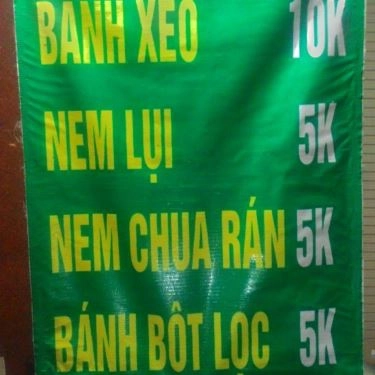 BÁNH XÈO 10K
NEM LỤI 5K
NEM CHUA RÁN 5K
BÁNH BỘT LỌC 5K